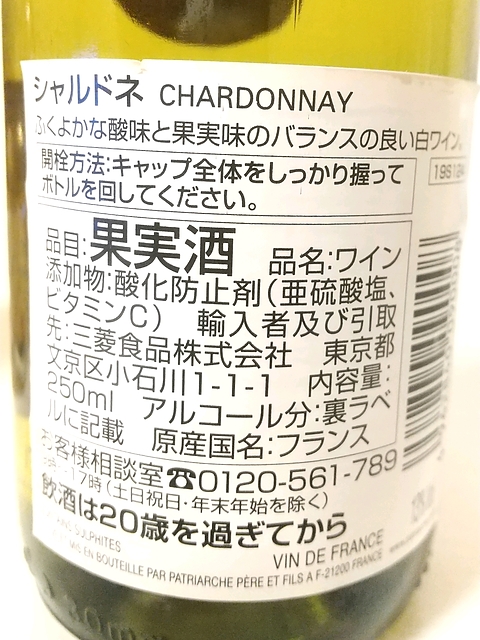 シャルドネ CHARDONNAY
ふくよかな酸味と果実味のバランスの良い白ワイン。
開栓方法:キャップ全体をしっかり握って
ボトルを回してください。
品目:果実酒 品名:ワイン
添加物:酸化防止剤(亜硫酸塩、
ビタミンC) 輸入者及び引取
先:三菱食品株式会社 東京都
文京区小石川1-1-1 内容量:
250ml アルコール分:裏ラベ
ルに記載 原産国名:フランス
お客様相談室☎0120-561-789
17時(土日祝日・年末年始を除く)
飲酒は20歳を過ぎてから
SULPHITES
VIN DE FRANCE
MIS EN BOUTEILLE PAR PATRIARCHE PÈRE ET FILS A F-21200 FRANCE